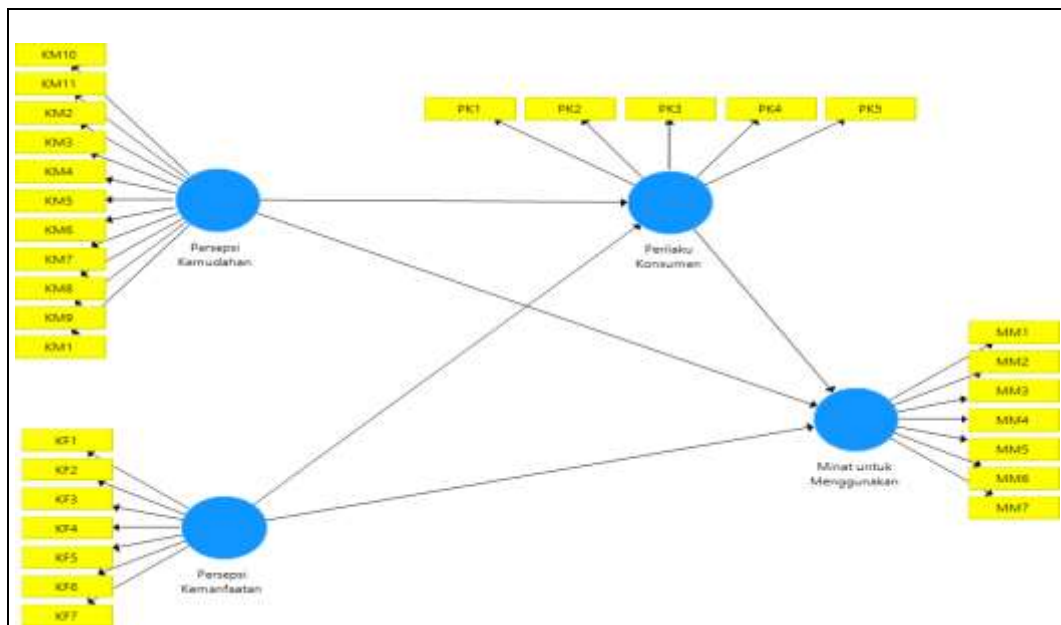 KM10
KM11
KM2
KM3
KM4
KM5
KM6
KM7
KM8
KM9
KM1
Persepsi
Kemudahan
PK1
PK2
PK3
PK4
PK5
Perilaku
Konsumen
KF1
KF2
KF3
KF4
KF5
KF6
KF7
Persepsi
Kemanfaatan
Minat untuk
Menggunakan
MM1
MM2
MM3
MM4
MM5
MM6
MM7